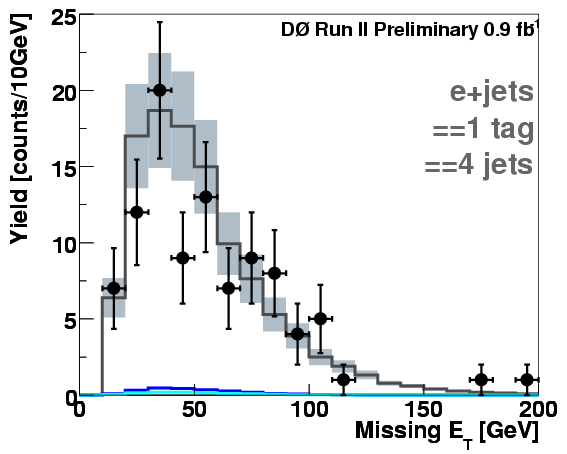 DØ Run II Preliminary 0.9 fb⁻¹
e+jets
==1 tag
==4 jets
Yield [counts/10GeV]
25
20
15
10
5
0
0 50 100 150 200
Missing E_T [GeV]